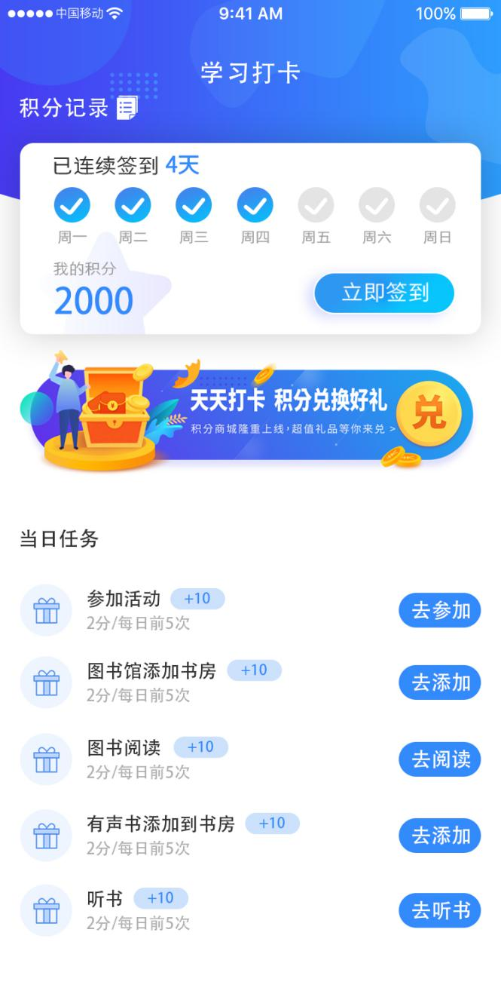 中国移动 9:41 AM 100%
学习打卡
积分记录
已连续签到 4天
周一 周二 周三 周四 周五 周六 周日
我的积分
2000
立即签到
天天打卡 积分兑换好礼
兑
积分商城隆重上线,超值礼品等你来兑 >
当日任务
参加活动 +10
2分/每日前5次
去参加
图书馆添加书房 +10
2分/每日前5次
去添加
图书阅读 +10
2分/每日前5次
去阅读
有声书添加到书房 +10
2分/每日前5次
去添加
听书 +10
2分/每日前5次
去听书